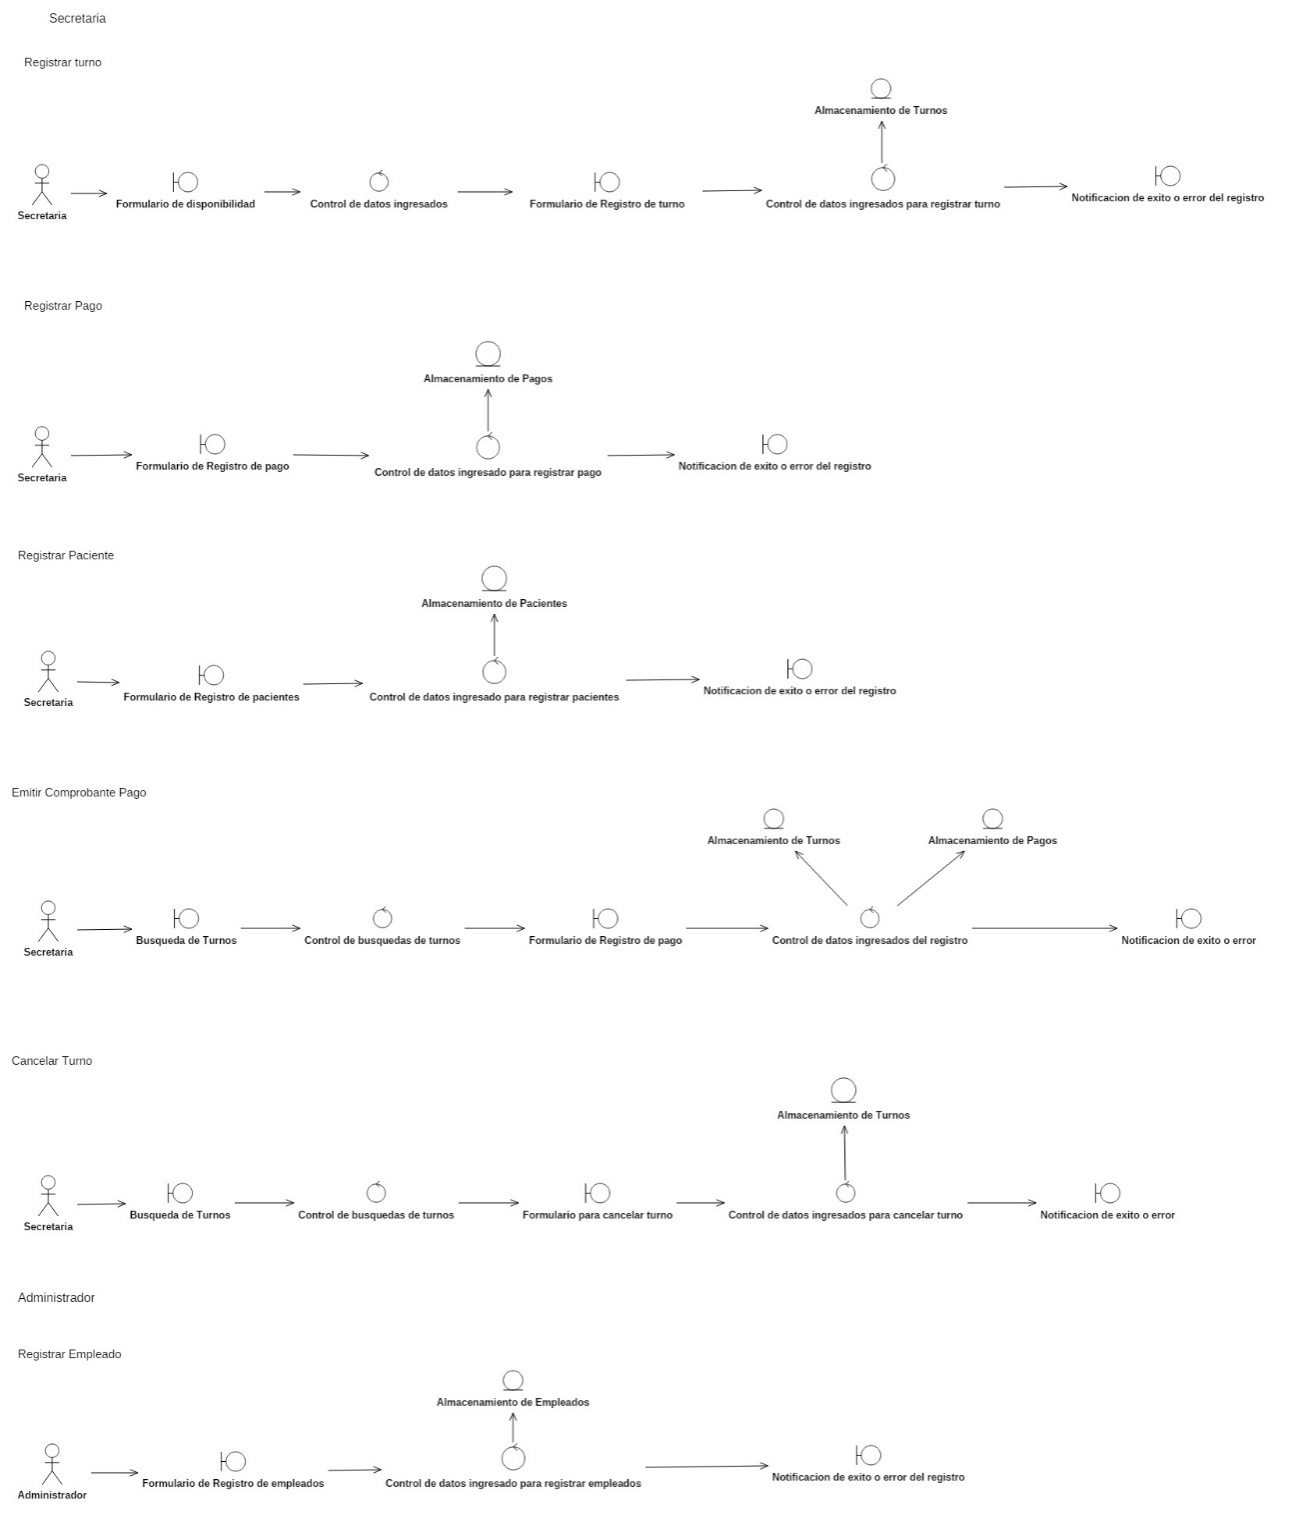 Secretaria
Registrar turno
Almacenamiento de Turnos
Secretaria
Formulario de disponibilidad
Control de datos ingresados
Formulario de Registro de turno
Control de datos ingresados para registrar turno
Notificacion de exito o error del registro
Registrar Pago
Almacenamiento de Pagos
Secretaria
Formulario de Registro de pago
Control de datos ingresado para registrar pago
Notificacion de exito o error del registro
Registrar Paciente
Almacenamiento de Pacientes
Secretaria
Formulario de Registro de pacientes
Control de datos ingresado para registrar pacientes
Notificacion de exito o error del registro
Emitir Comprobante Pago
Almacenamiento de Turnos
Almacenamiento de Pagos
Secretaria
Busqueda de Turnos
Control de busquedas de turnos
Formulario de Registro de pago
Control de datos ingresados del registro
Notificacion de exito o error
Cancelar Turno
Almacenamiento de Turnos
Secretaria
Busqueda de Turnos
Control de busquedas de turnos
Formulario para cancelar turno
Control de datos ingresados para cancelar turno
Notificacion de exito o error
Administrador
Registrar Empleado
Almacenamiento de Empleados
Administrador
Formulario de Registro de empleados
Control de datos ingresado para registrar empleados
Notificacion de exito o error del registro